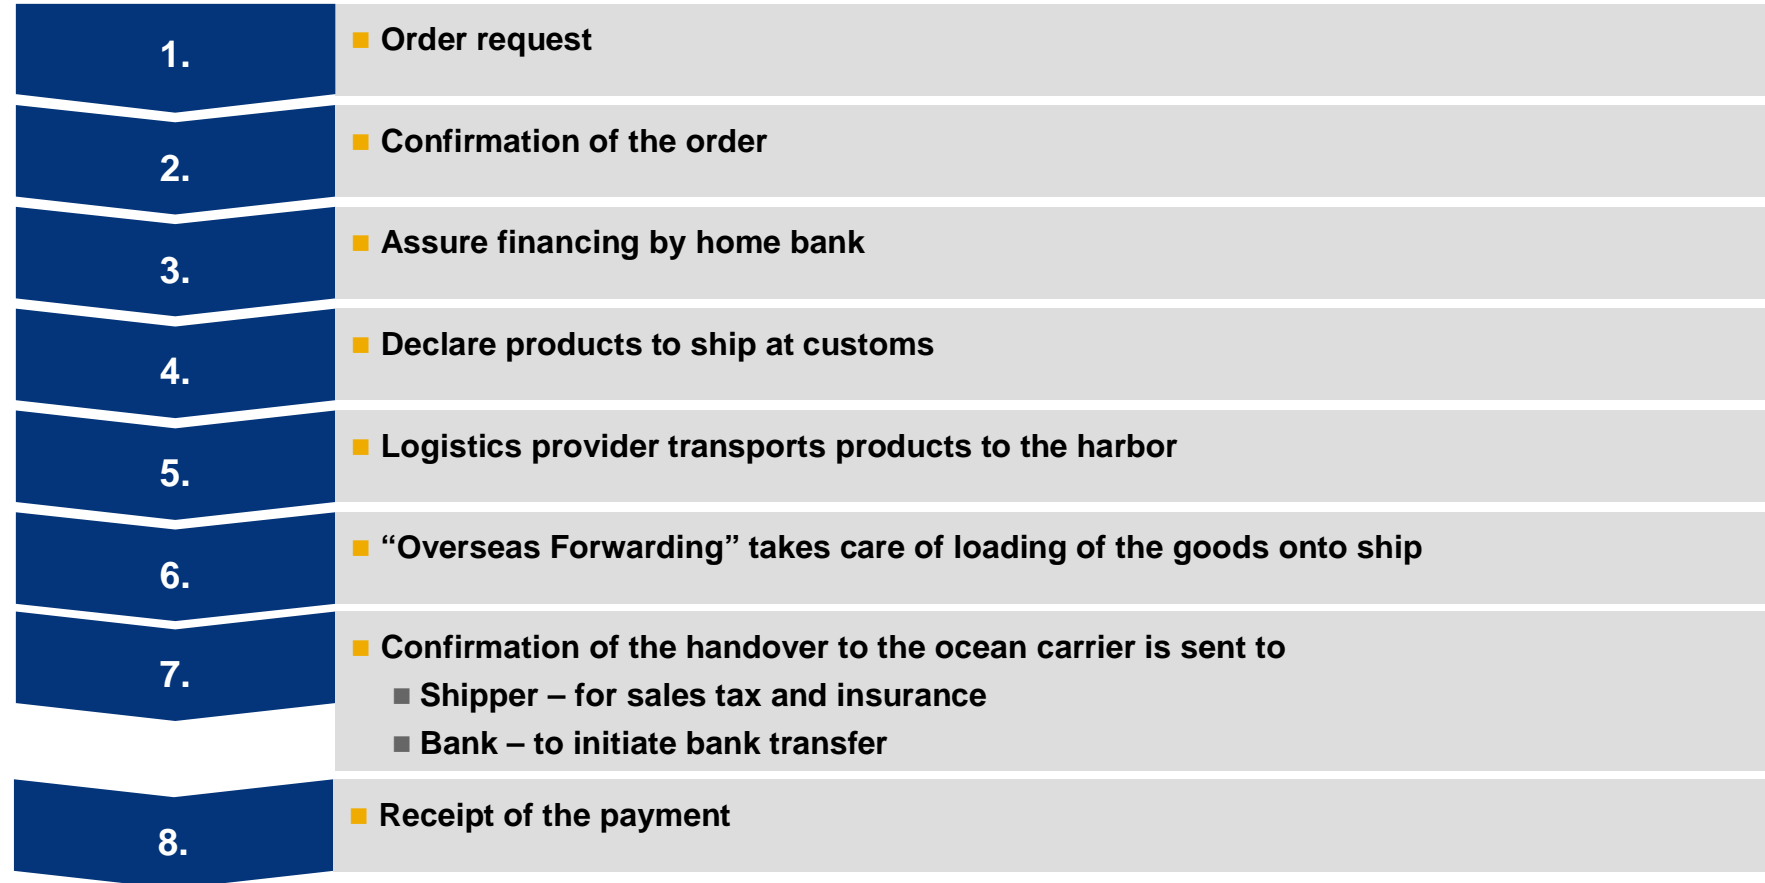 1.
Order request
2.
Confirmation of the order
3.
Assure financing by home bank
4.
Declare products to ship at customs
5.
Logistics provider transports products to the harbor
6.
“Overseas Forwarding” takes care of loading of the goods onto ship
7.
Confirmation of the handover to the ocean carrier is sent to
Shipper – for sales tax and insurance
Bank – to initiate bank transfer
8.
Receipt of the payment